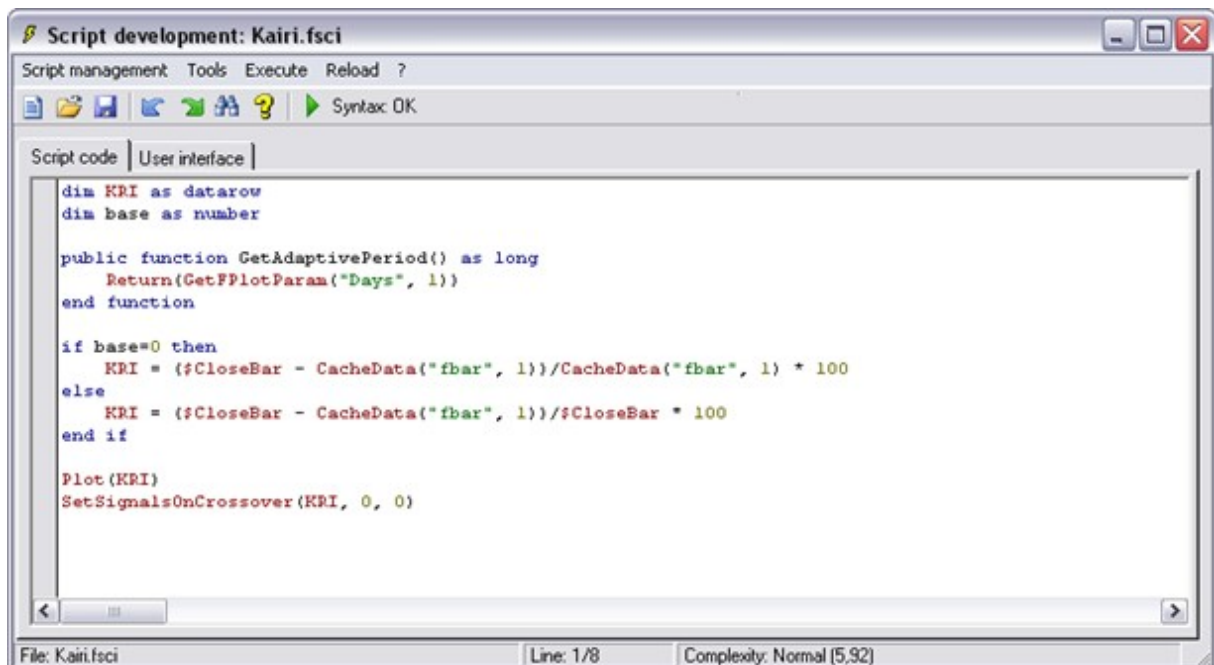 Script development: Kairi.fsci
Script management Tools Execute Reload ?
Syntax: OK
Script code User interface
dim KRI as datarow
dim base as number
public function GetAdaptivePeriod() as long
Return(GetFPlotParam("Days", 1))
end function
if base=0 then
KRI = ($CloseBar - CacheData("fbar", 1))/CacheData("fbar", 1) * 100
else
KRI = ($CloseBar - CacheData("fbar", 1))/$CloseBar * 100
end if
Plot(KRI)
SetSignalsOnCrossover(KRI, 0, 0)
File: Kairi.fsci Line: 1/8 Complexity: Normal (5,92)